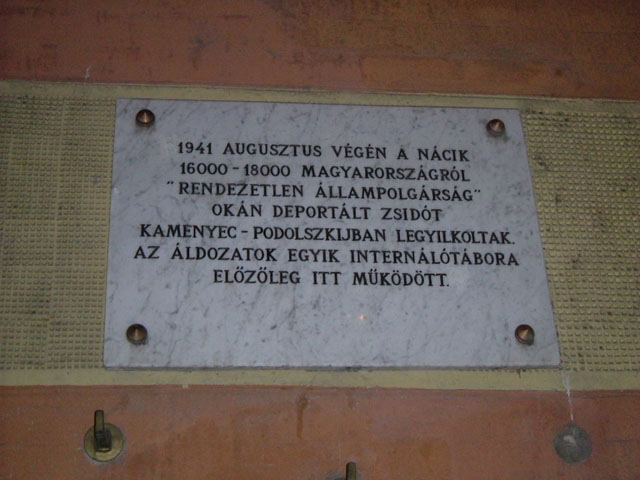 1941 AUGUSZTUS VÉGÉN A NÁCIK
16000 - 18000 MAGYARORSZÁGRÓL
"RENDEZETLEN ÁLLAMPOLGÁRSÁG"
OKÁN DEPORTÁLT ZSIDÓT
KAMENYEC - PODOLSZKIJBAN LEGYILKOLTAK.
AZ ÁLDOZATOK EGYIK INTERNÁLÓTÁBORA
ELŐZŐLEG ITT MŰKÖDÖTT.